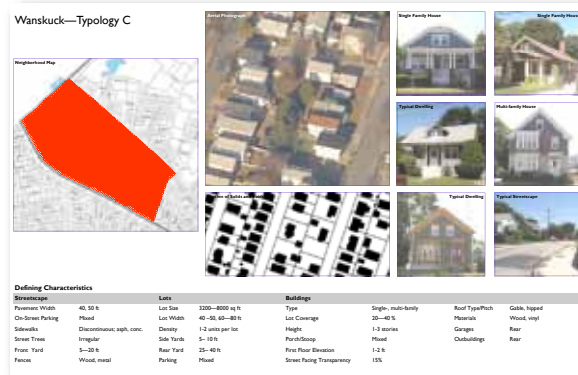 Wanskuck—Typology C
Neighborhood Map
Aerial Photograph
Single Family House
Single Family House
Typical Dwelling
Multi-family House
of Solids and
Typical Dwelling
Typical Streetscape
Defining Characteristics
Streetscape Lots Buildings
Pavement Width 40, 50 ft Lot Size 3200—8000 sq ft Type Single-, multi-family Roof Type/Pitch Gable, hipped
On-Street Parking Mixed Lot Width 40 –50, 60—80 ft Lot Coverage 20—40 % Materials Wood, vinyl
Sidewalks Discontinuous; asph, conc. Density 1-2 units per lot Height 1-3 stories Garages Rear
Street Trees Irregular Side Yards 5– 10 ft Porch/Stoop Mixed Outbuildings Rear
Front Yard 5—20 ft Rear Yard 25– 40 ft First Floor Elevation 1-2 ft
Fences Wood, metal Parking Mixed Street Facing Transparency 15%